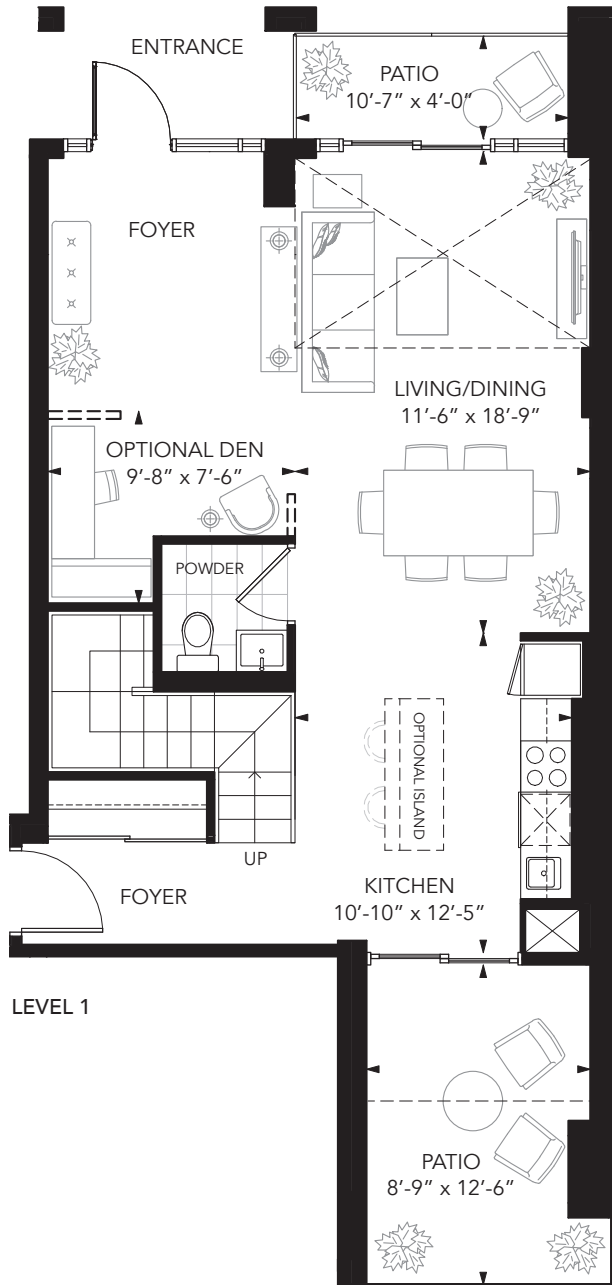 ENTRANCE
PATIO
10'-7" x 4'-0"
FOYER
LIVING/DINING
11'-6" x 18'-9"
OPTIONAL DEN
9'-8" x 7'-6"
POWDER
OPTIONAL ISLAND
UP
FOYER
KITCHEN
10'-10" x 12'-5"
LEVEL 1
PATIO
8'-9" x 12'-6"